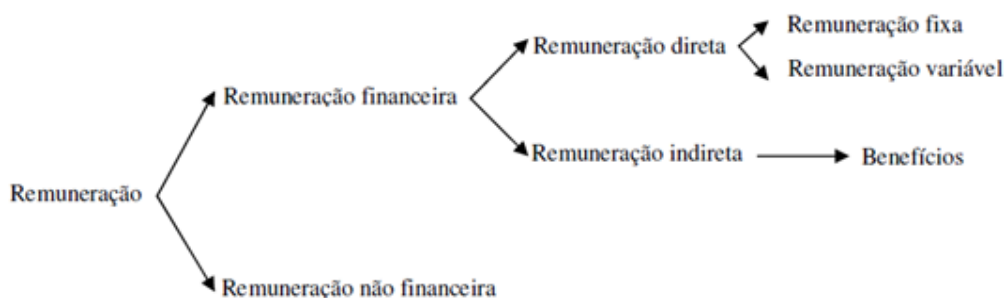 Remuneração fixa
Remuneração direta
Remuneração variável
Remuneração financeira
Remuneração indireta
Benefícios
Remuneração
Remuneração não financeira